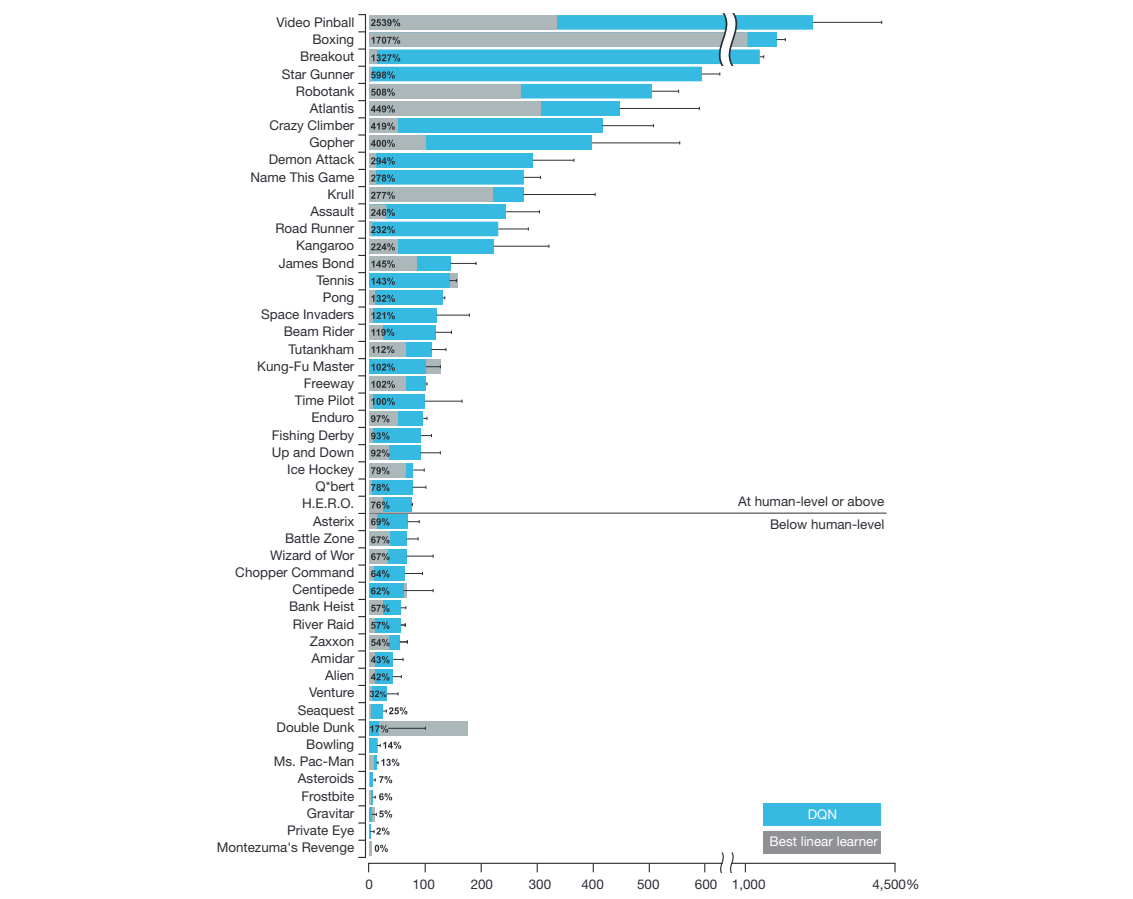 Video Pinball 2539%
Boxing 1707%
Breakout 1327%
Star Gunner 598%
Robotank 508%
Atlantis 449%
Crazy Climber 419%
Gopher 400%
Demon Attack 294%
Name This Game 278%
Krull 277%
Assault 246%
Road Runner 232%
Kangaroo 224%
James Bond 145%
Tennis 143%
Pong 132%
Space Invaders 121%
Beam Rider 119%
Tutankham 112%
Kung-Fu Master 102%
Freeway 102%
Time Pilot 100%
Enduro 97%
Fishing Derby 93%
Up and Down 92%
Ice Hockey 79%
Q*bert 78%
H.E.R.O. 76% At human-level or above
Asterix 69% Below human-level
Battle Zone 67%
Wizard of Wor 67%
Chopper Command 64%
Centipede 62%
Bank Heist 57%
River Raid 57%
Zaxxon 54%
Amidar 43%
Alien 42%
Venture 32%
Seaquest 25%
Double Dunk 17%
Bowling 14%
Ms. Pac-Man 13%
Asteroids 7%
Frostbite 6%
Gravitar 5% DQN
Private Eye 2%
Montezuma's Revenge 0% Best linear learner
0 100 200 300 400 500 600 1,000 4,500%